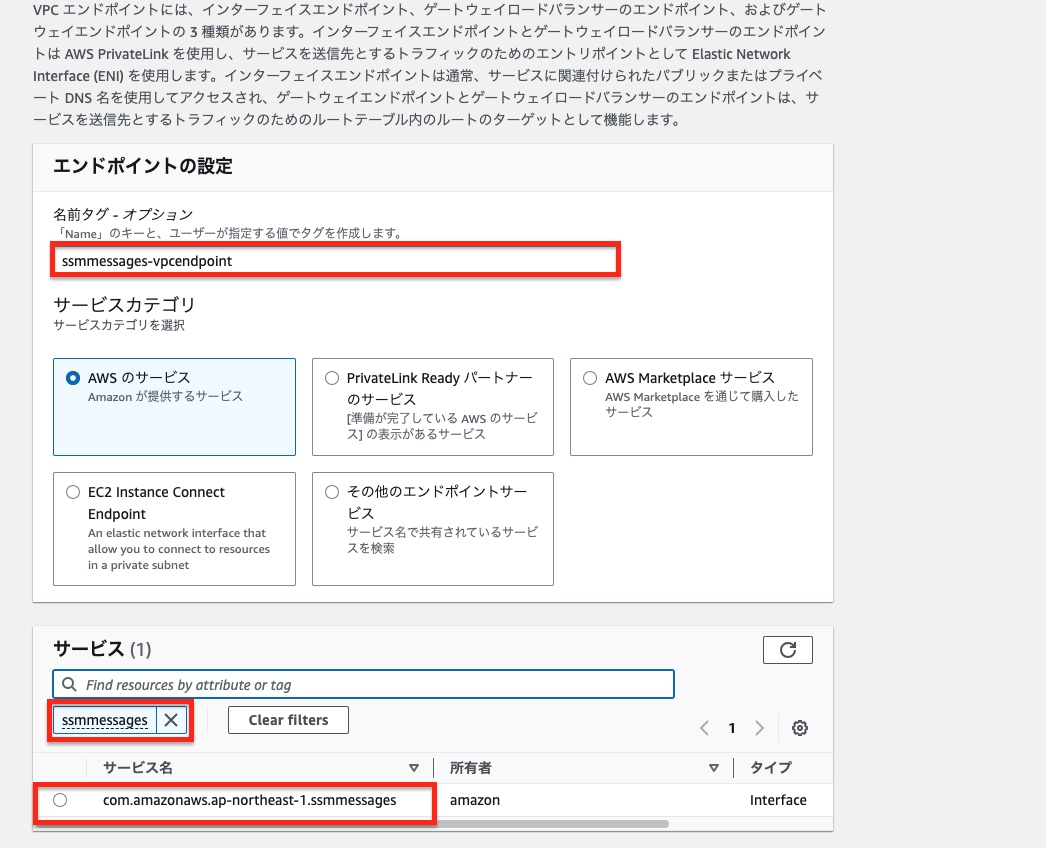 VPC エンドポイントには、インターフェイスエンドポイント、ゲートウェイロードバランサーのエンドポイント、およびゲート
ウェイエンドポイントの 3 種類があります。インターフェイスエンドポイントとゲートウェイロードバランサーのエンドポイン
トは AWS PrivateLink を使用し、サービスを送信先とするトラフィックのためのエントリポイントとして Elastic Network
Interface (ENI) を使用します。インターフェイスエンドポイントは通常、サービスに関連付けられたパブリックまたはプライベ
ート DNS 名を使用してアクセスされ、ゲートウェイエンドポイントとゲートウェイロードバランサーのエンドポイントは、サ
ービスを送信先とするトラフィックのためのルートテーブル内のルートのターゲットとして機能します。
エンドポイントの設定
名前タグ - オプション
「Name」のキーと、ユーザーが指定する値でタグを作成します。
ssmmessages-vpcendpoint
サービスカテゴリ
サービスカテゴリを選択
AWS のサービス
Amazon が提供するサービス
PrivateLink Ready パートナー
のサービス
[準備が完了している AWS のサービ
ス] の表示があるサービス
AWS Marketplace サービス
AWS Marketplace を通じて購入した
サービス
EC2 Instance Connect
Endpoint
An elastic network interface that
allow you to connect to resources
in a private subnet
その他のエンドポイントサー
ビス
サービス名で共有されているサービ
スを検索
サービス (1)
Find resources by attribute or tag
ssmmessages
Clear filters
1
サービス名
所有者
タイプ
com.amazonaws.ap-northeast-1.ssmmessages
amazon
Interface